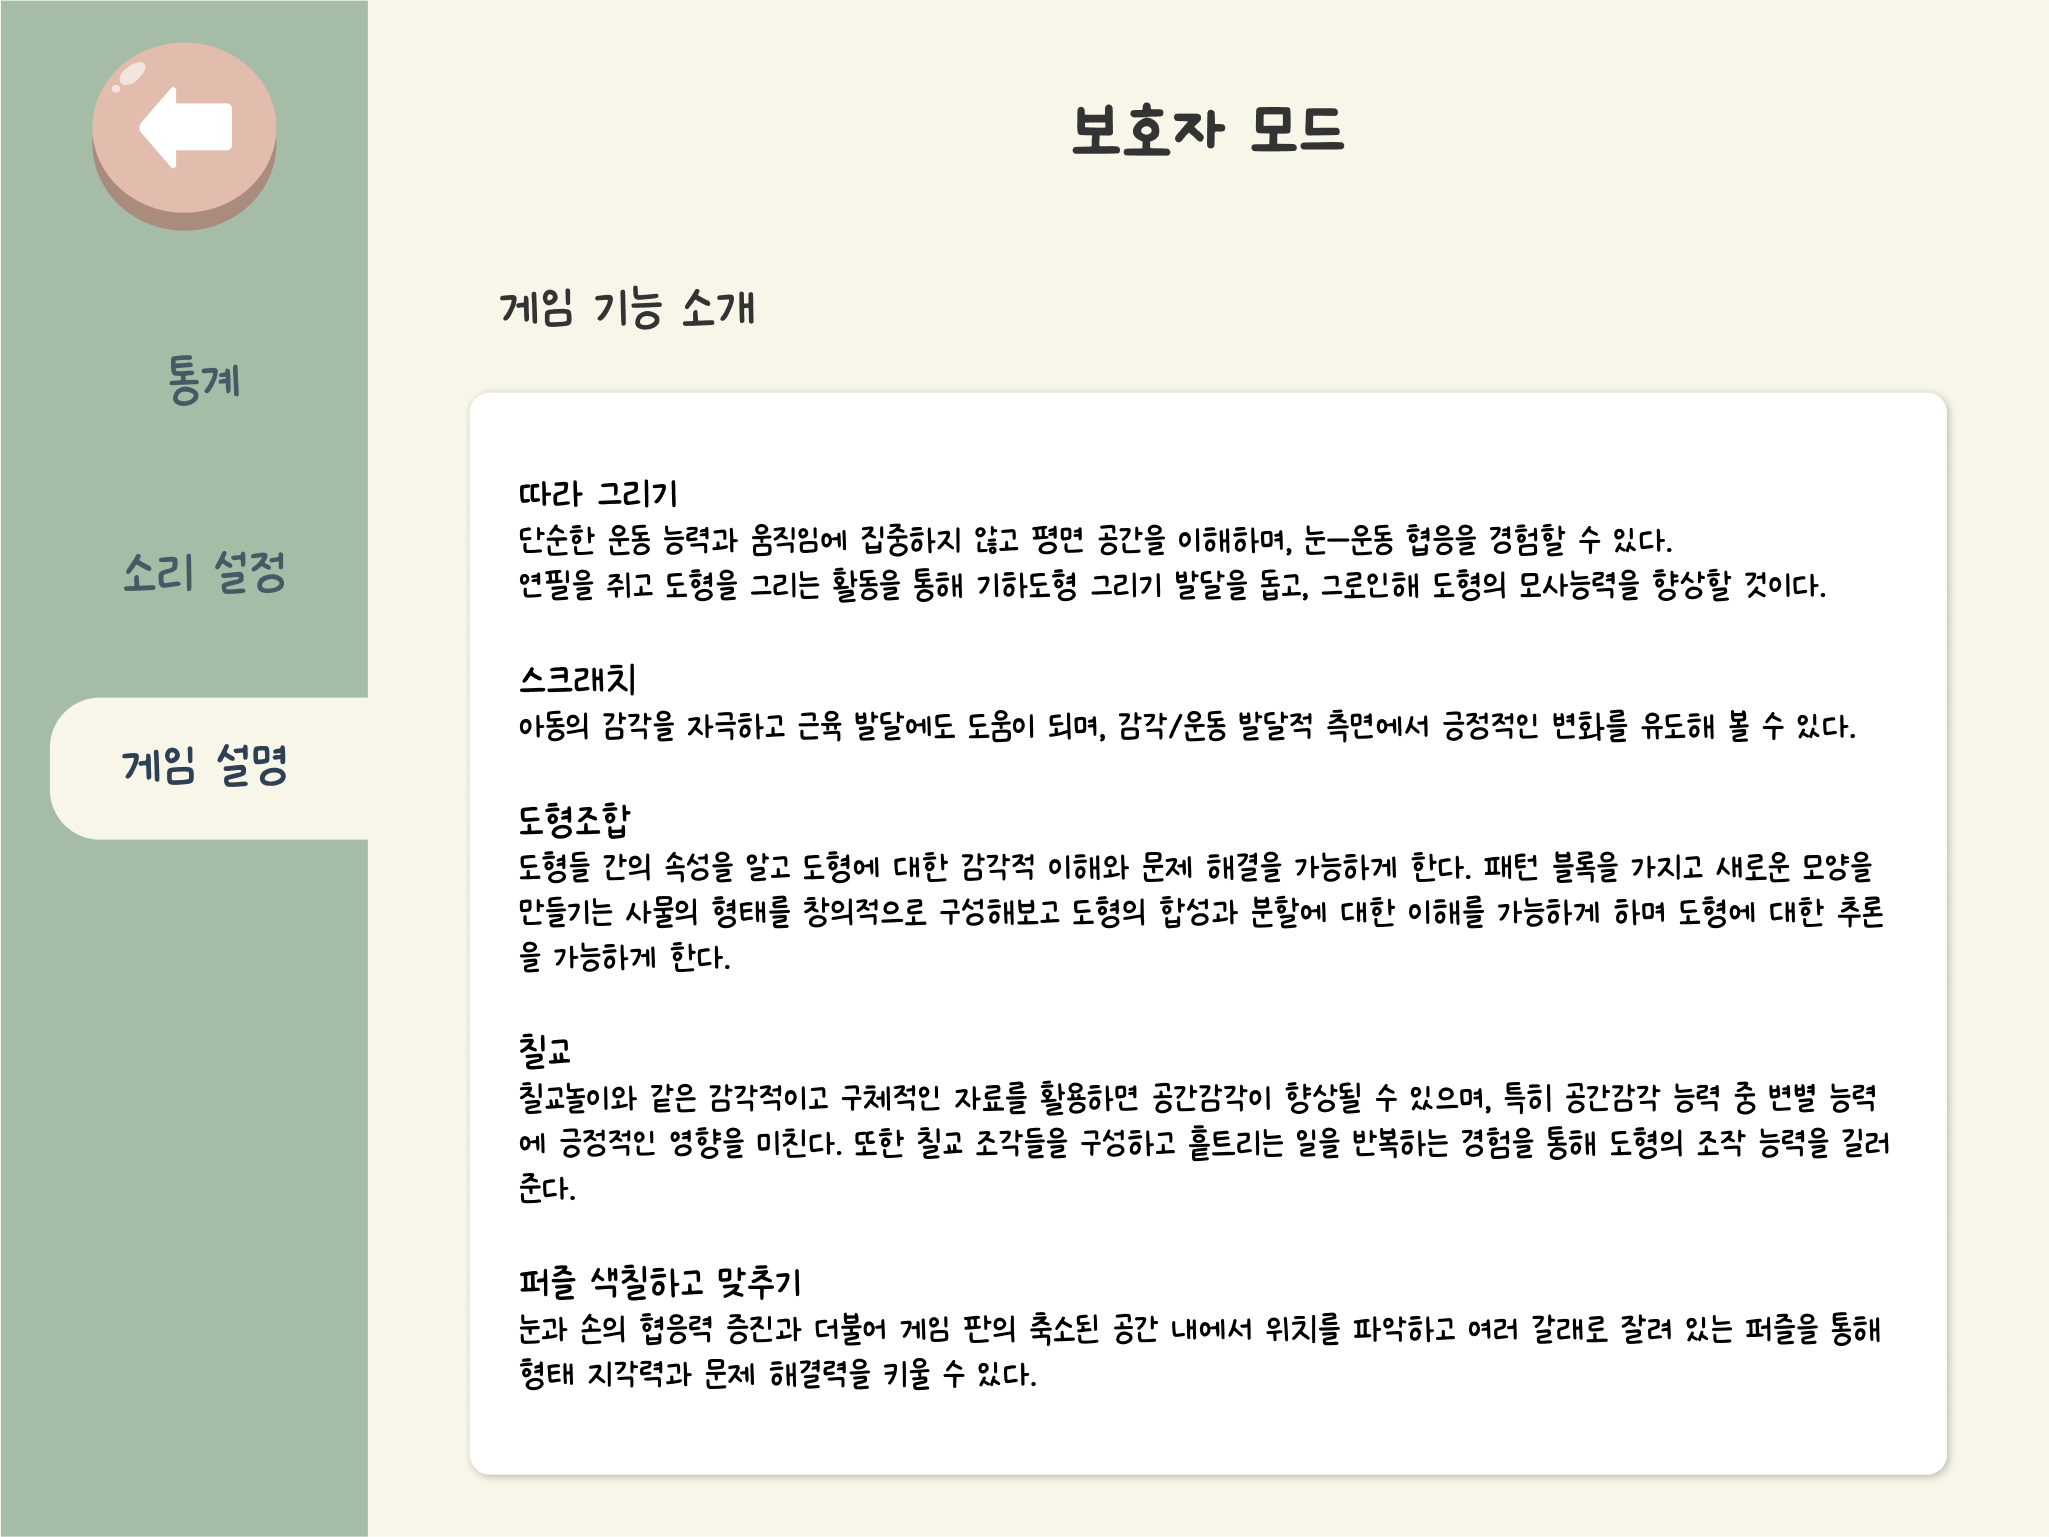 보호자 모드
통계
소리 설정
게임 설명
게임 기능 소개
따라 그리기
단순한 운동 능력과 움직임에 집중하지 않고 평면 공간을 이해하며, 눈-운동 협응을 경험할 수 있다.
연필을 쥐고 도형을 그리는 활동을 통해 기하도형 그리기 발달을 돕고, 그로인해 도형의 모사능력을 향상할 것이다.
스크래치
아동의 감각을 자극하고 근육 발달에도 도움이 되며, 감각/운동 발달적 측면에서 긍정적인 변화를 유도해 볼 수 있다.
도형조합
도형들 간의 속성을 알고 도형에 대한 감각적 이해와 문제 해결을 가능하게 한다. 패턴 블록을 가지고 새로운 모양을
만들기는 사물의 형태를 창의적으로 구성해보고 도형의 합성과 분할에 대한 이해를 가능하게 하며 도형에 대한 추론
을 가능하게 한다.
칠교
칠교놀이와 같은 감각적이고 구체적인 자료를 활용하면 공간감각이 향상될 수 있으며, 특히 공간감각 능력 중 변별 능력
에 긍정적인 영향을 미친다. 또한 칠교 조각들을 구성하고 흩트리는 일을 반복하는 경험을 통해 도형의 조작 능력을 길러
준다.
퍼즐 색칠하고 맞추기
눈과 손의 협응력 증진과 더불어 게임 판의 축소된 공간 내에서 위치를 파악하고 여러 갈래로 잘려 있는 퍼즐을 통해
형태 지각력과 문제 해결력을 키울 수 있다.